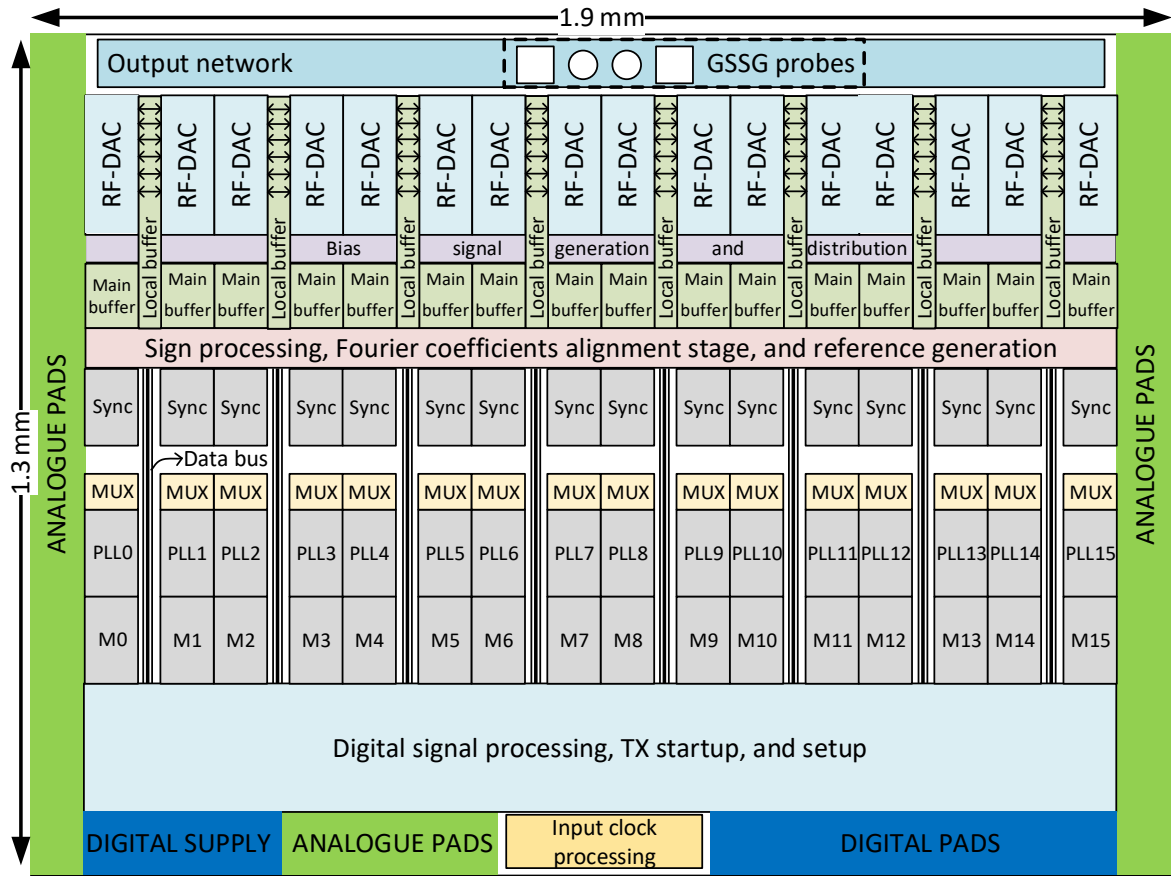 1.9 mm
Output network
GSSG probes
RF-DAC RF-DAC RF-DAC RF-DAC RF-DAC RF-DAC RF-DAC RF-DAC RF-DAC RF-DAC RF-DAC RF-DAC RF-DAC RF-DAC RF-DAC RF-DAC
Local buffer Local buffer Local buffer Local buffer Local buffer Local buffer Local buffer Local buffer
Bias signal generation and distribution
Main Main Main Main Main Main Main Main Main Main Main Main Main Main Main Main
buffer buffer buffer buffer buffer buffer buffer buffer buffer buffer buffer buffer buffer buffer buffer buffer
Sign processing, Fourier coefficients alignment stage, and reference generation
Sync Sync Sync Sync Sync Sync Sync Sync Sync Sync Sync Sync Sync Sync Sync Sync
Data bus
MUX MUX MUX MUX MUX MUX MUX MUX MUX MUX MUX MUX MUX MUX MUX MUX
PLL0 PLL1 PLL2 PLL3 PLL4 PLL5 PLL6 PLL7 PLL8 PLL9 PLL10 PLL11 PLL12 PLL13 PLL14 PLL15
M0 M1 M2 M3 M4 M5 M6 M7 M8 M9 M10 M11 M12 M13 M14 M15
Digital signal processing, TX startup, and setup
1.3 mm
ANALOGUE PADS
ANALOGUE PADS
DIGITAL SUPPLY
ANALOGUE PADS
Input clock
processing
DIGITAL PADS